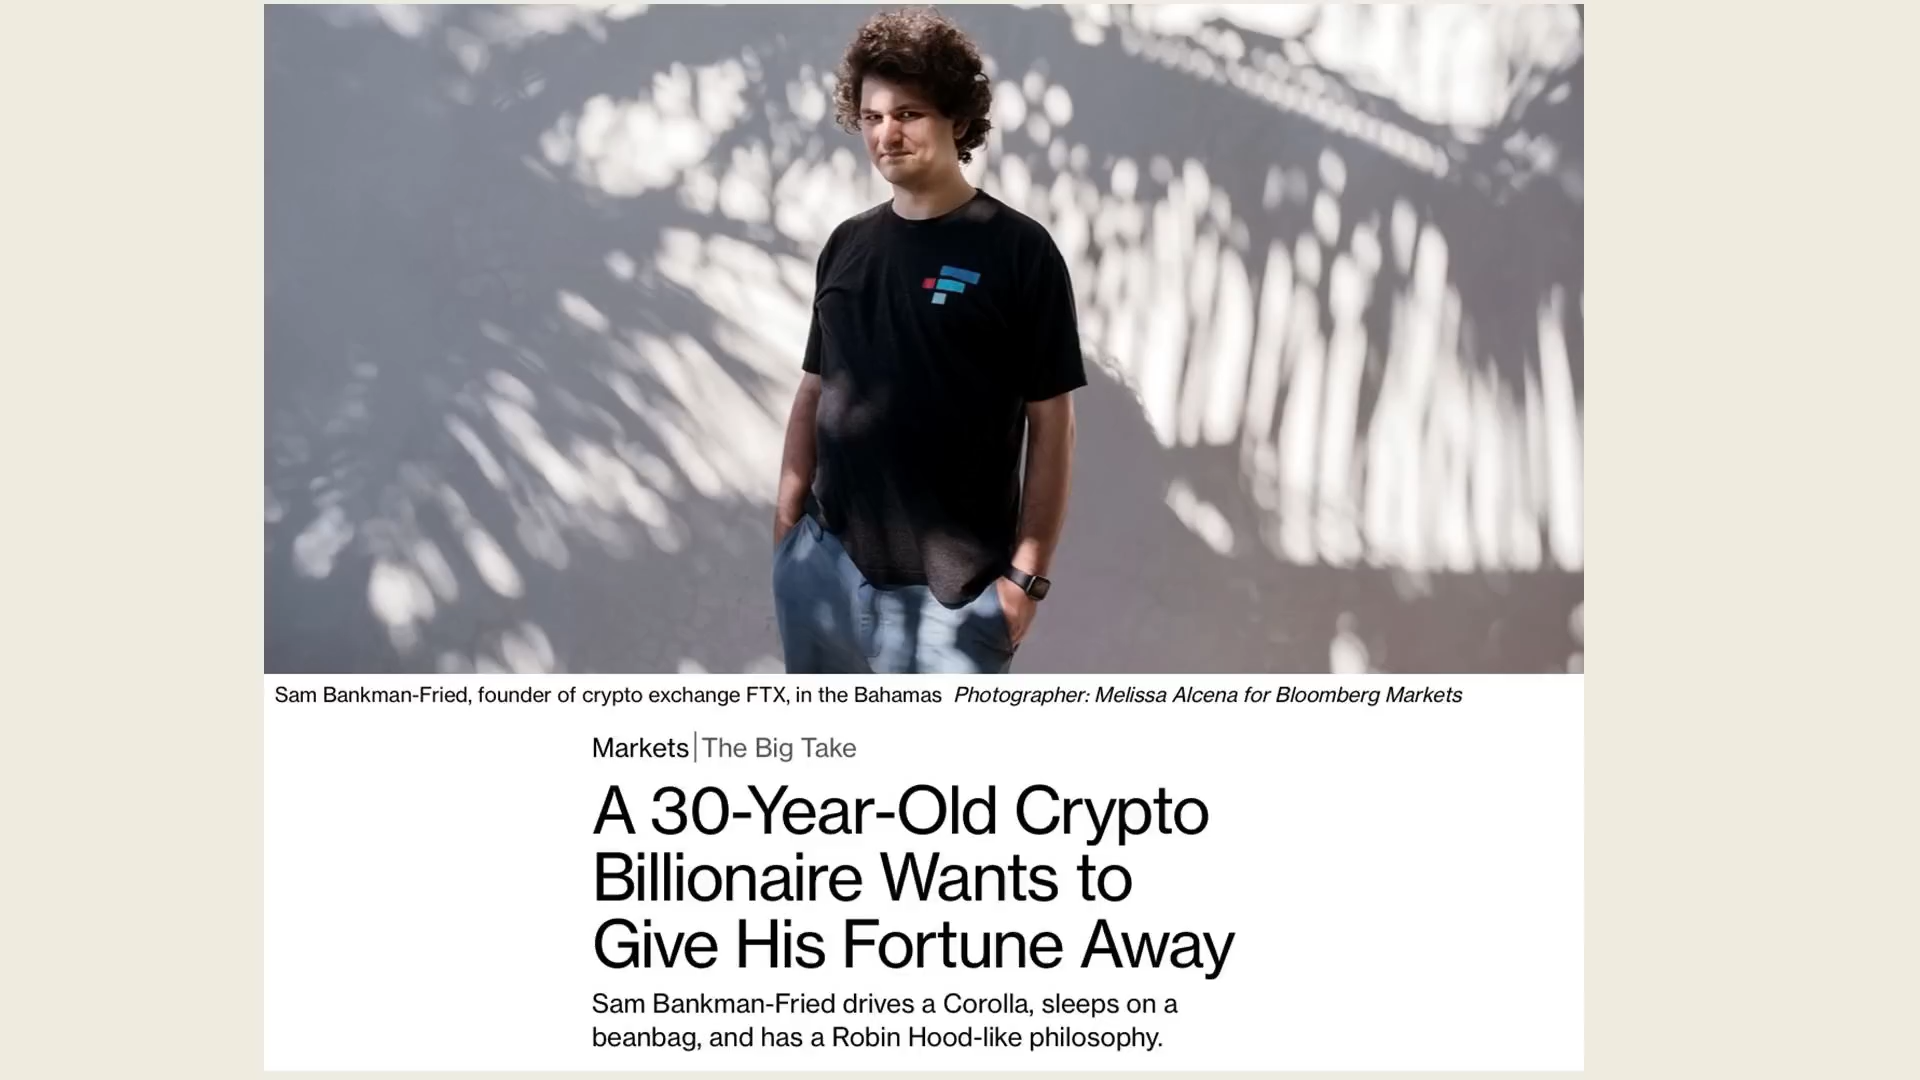 Sam Bankman-Fried, founder of crypto exchange FTX, in the Bahamas Photographer: Melissa Alcena for Bloomberg Markets
Markets | The Big Take
A 30-Year-Old Crypto
Billionaire Wants to
Give His Fortune Away
Sam Bankman-Fried drives a Corolla, sleeps on a
beanbag, and has a Robin Hood-like philosophy.